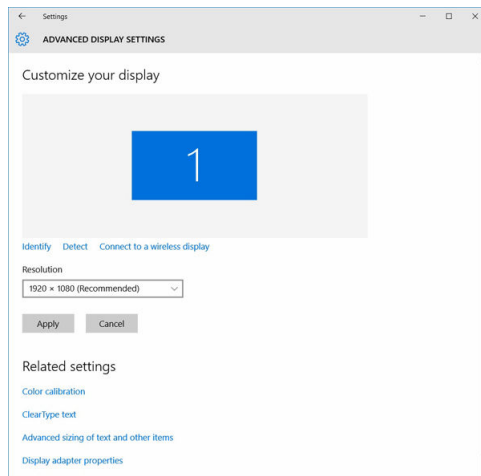 Settings
ADVANCED DISPLAY SETTINGS
Customize your display
1
Identify Detect Connect to a wireless display
Resolution
1920 × 1080 (Recommended)
Apply Cancel
Related settings
Color calibration
ClearType text
Advanced sizing of text and other items
Display adapter properties